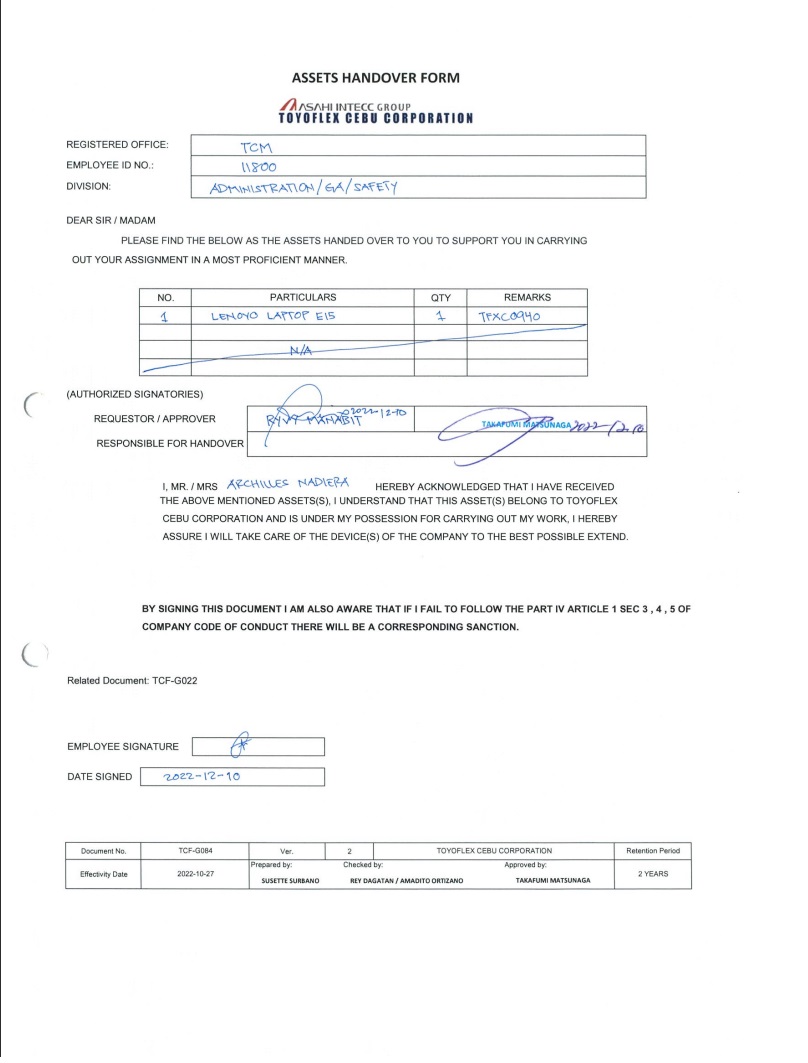 ASSETS HANDOVER FORM
ASAHI INTECC GROUP
TOYOFLEX CEBU CORPORATION
REGISTERED OFFICE: TCM
EMPLOYEE ID NO.: 11800
DIVISION: ADMINISTRATION/GA/SAFETY
DEAR SIR / MADAM
PLEASE FIND THE BELOW AS THE ASSETS HANDED OVER TO YOU TO SUPPORT YOU IN CARRYING
OUT YOUR ASSIGNMENT IN A MOST PROFICIENT MANNER.
NO. PARTICULARS QTY REMARKS
1 LENOVO LAPTOP E15 1 TFXC0940
N/A
(AUTHORIZED SIGNATORIES)
REQUESTOR / APPROVER 2022-12-10 TAKAFUMI MATSUNAGA 2022-12.10
RESPONSIBLE FOR HANDOVER
I, MR. / MRS ARCHILLES NADIERA HEREBY ACKNOWLEDGED THAT I HAVE RECEIVED
THE ABOVE MENTIONED ASSETS(S), I UNDERSTAND THAT THIS ASSET(S) BELONG TO TOYOFLEX
CEBU CORPORATION AND IS UNDER MY POSSESSION FOR CARRYING OUT MY WORK, I HEREBY
ASSURE I WILL TAKE CARE OF THE DEVICE(S) OF THE COMPANY TO THE BEST POSSIBLE EXTEND.
BY SIGNING THIS DOCUMENT I AM ALSO AWARE THAT IF I FAIL TO FOLLOW THE PART IV ARTICLE 1 SEC 3 , 4 , 5 OF
COMPANY CODE OF CONDUCT THERE WILL BE A CORRESPONDING SANCTION.
Related Document: TCF-G022
EMPLOYEE SIGNATURE
DATE SIGNED 2022-12-10
Document No. TCF-G084 Ver. 2 TOYOFLEX CEBU CORPORATION Retention Period
Effectivity Date 2022-10-27 Prepared by: Checked by: Approved by: 2 YEARS
SUSETTE SURBANO REY DAGATAN / AMADITO ORTIZANO TAKAFUMI MATSUNAGA